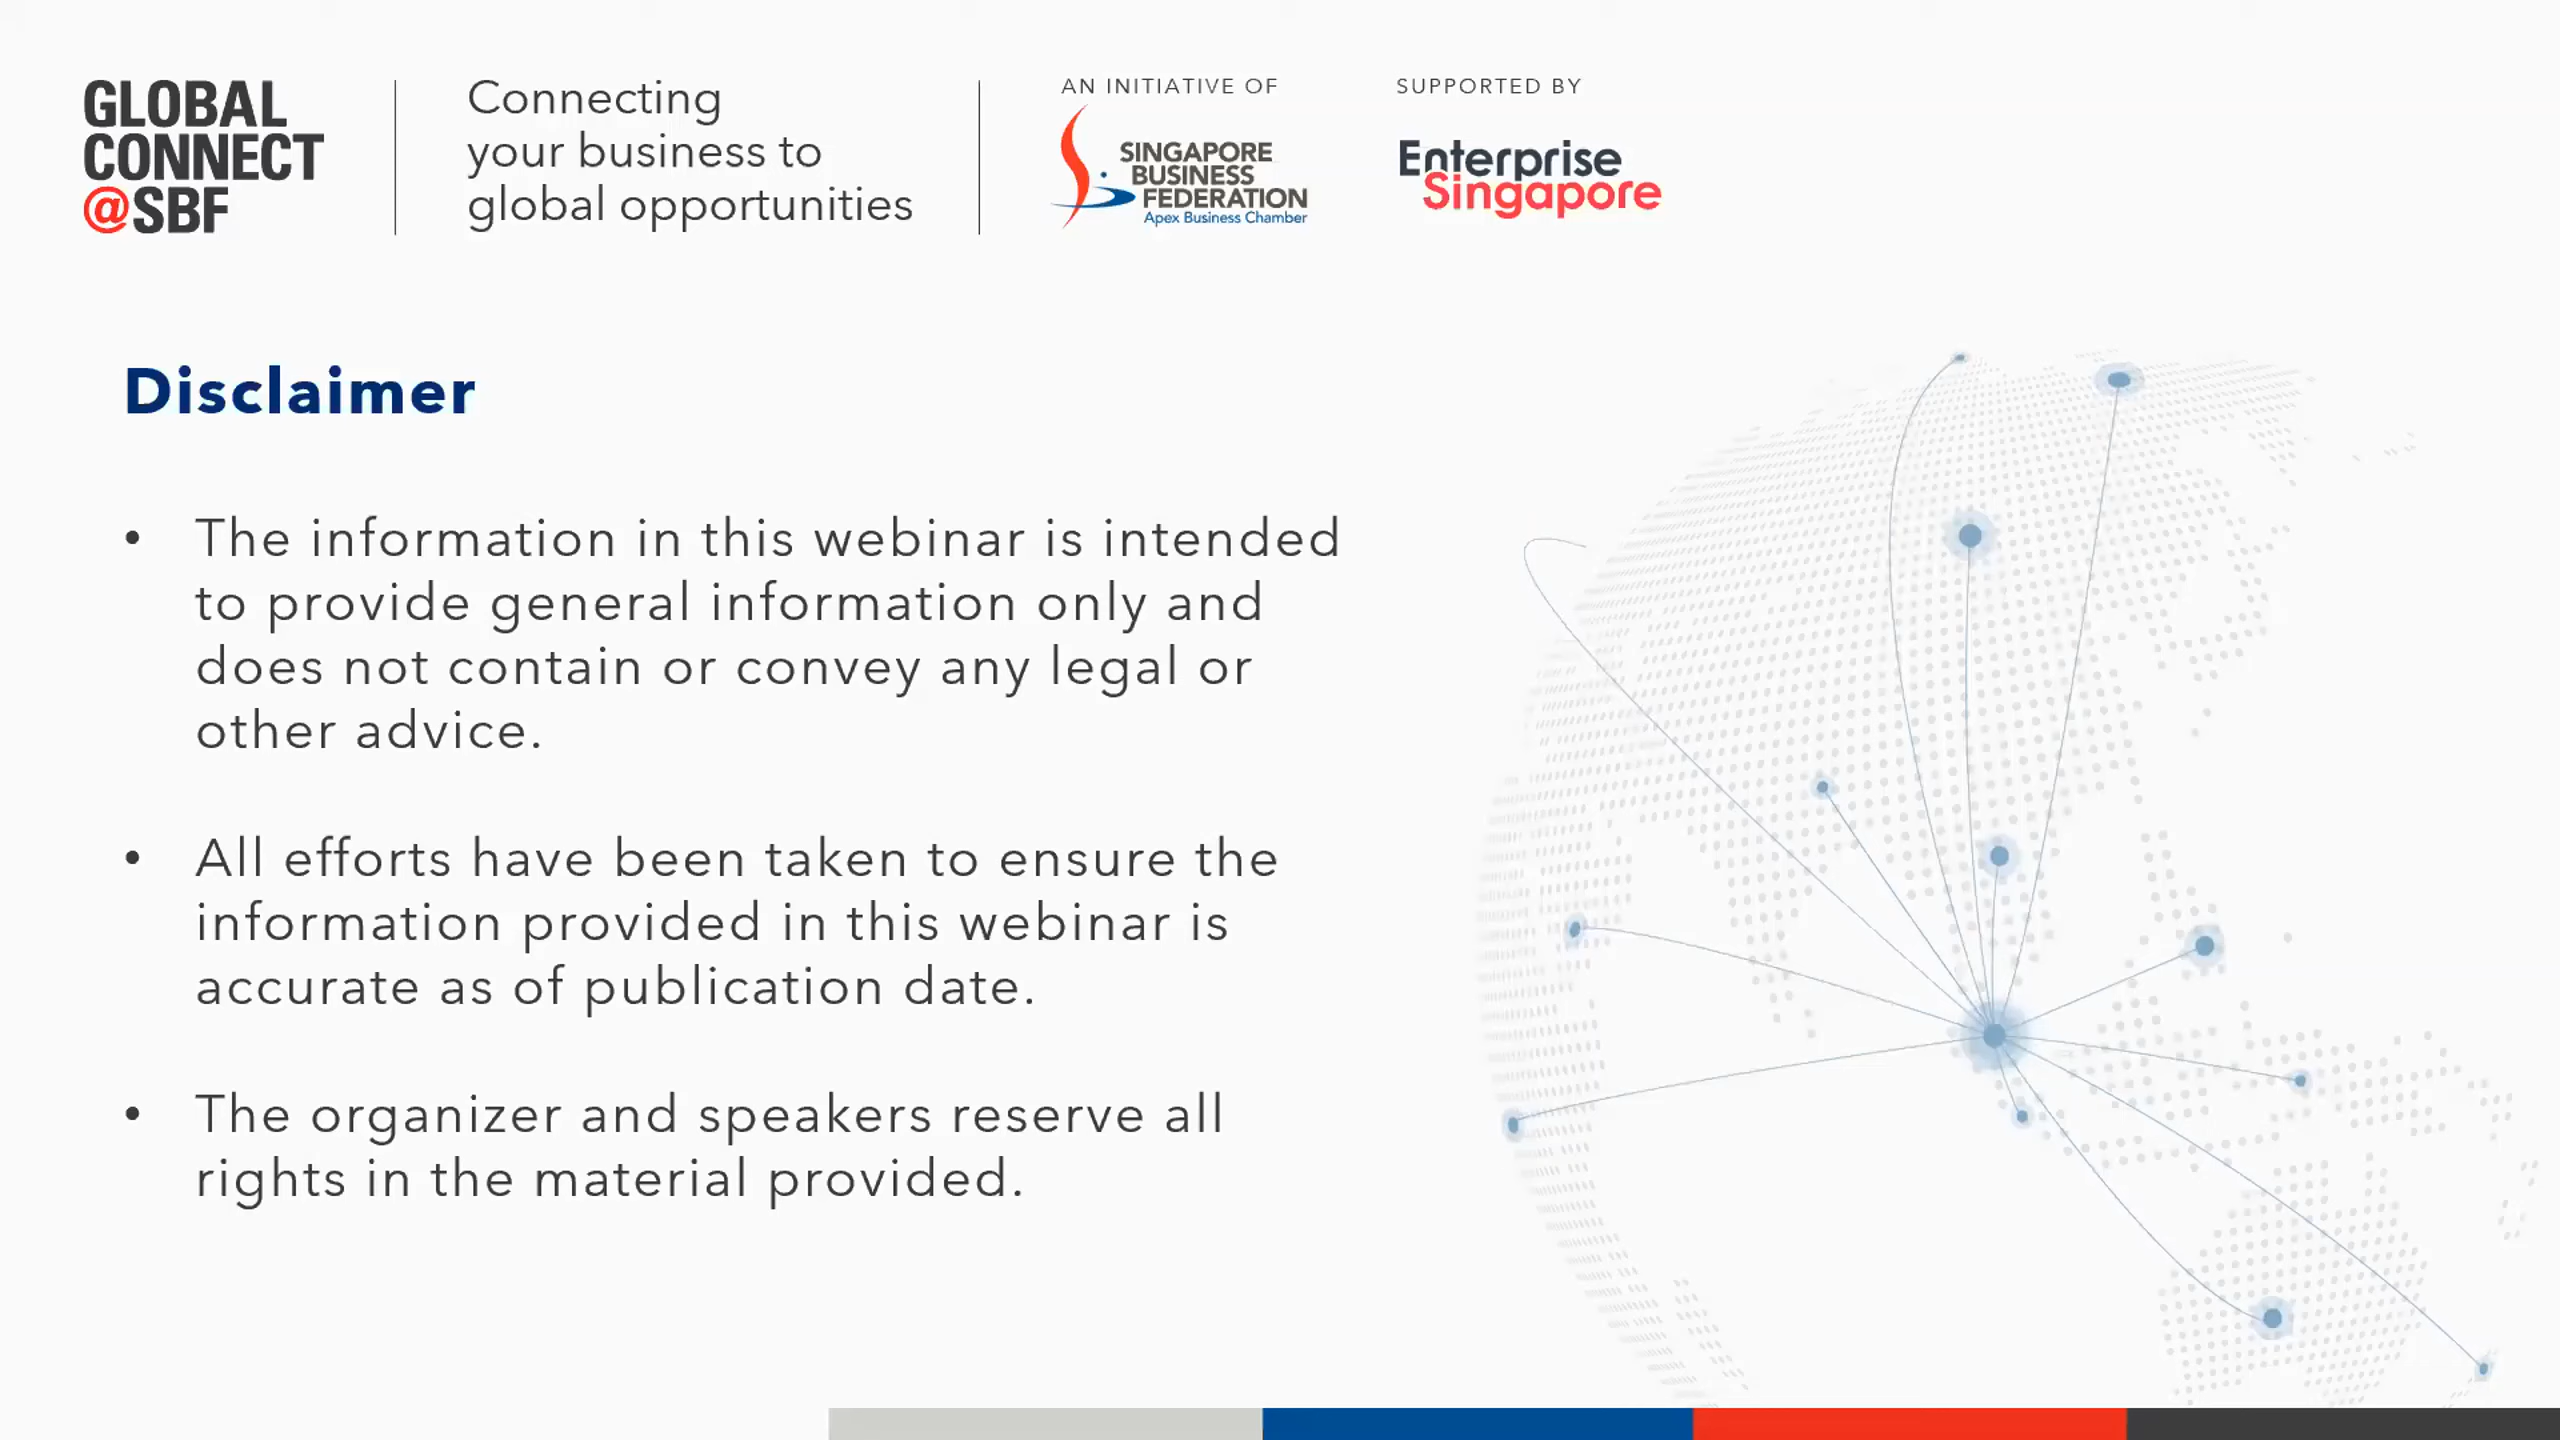 GLOBAL
CONNECT
@SBF
Connecting
your business to
global opportunities
AN INITIATIVE OF
SINGAPORE
BUSINESS
FEDERATION
Apex Business Chamber
SUPPORTED BY
Enterprise
Singapore
Disclaimer
• The information in this webinar is intended
to provide general information only and
does not contain or convey any legal or
other advice.
• All efforts have been taken to ensure the
information provided in this webinar is
accurate as of publication date.
• The organizer and speakers reserve all
rights in the material provided.